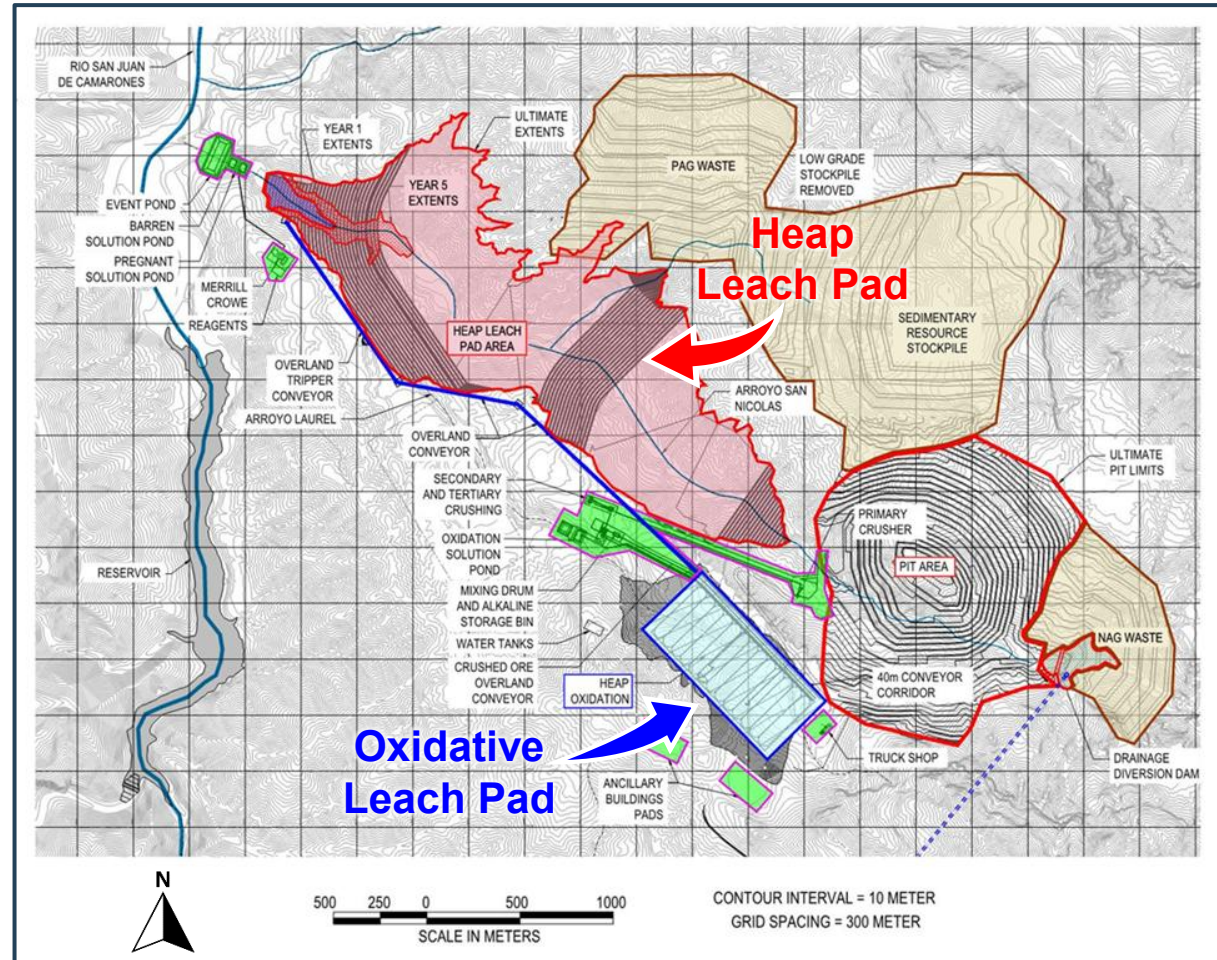 RIO SAN JUAN
DE CAMARONES
YEAR 1
EXTENTS
ULTIMATE
EXTENTS
YEAR 5
EXTENTS
PAG WASTE
LOW GRADE
STOCKPILE
REMOVED
EVENT POND
BARREN
SOLUTION POND
PREGNANT
SOLUTION POND
MERRILL
CROWE
REAGENTS
Heap
Leach Pad
HEAP LEACH
PAD AREA
SEDIMENTARY
RESOURCE
STOCKPILE
OVERLAND
TRIPPER
CONVEYOR
ARROYO LAUREL
ARROYO SAN
NICOLAS
OVERLAND
CONVEYOR
SECONDARY
AND TERTIARY
CRUSHING
ULTIMATE
PIT LIMITS
PRIMARY
CRUSHER
OXIDATION
SOLUTION
POND
PIT AREA
RESERVOIR
MIXING DRUM
AND ALKALINE
STORAGE BIN
WATER TANKS
NAG WASTE
CRUSHED ORE
OVERLAND
CONVEYOR
HEAP
OXIDATION
40m CONVEYOR
CORRIDOR
Oxidative
Leach Pad
TRUCK SHOP
DRAINAGE
DIVERSION DAM
ANCILLARY
BUILDINGS
PADS
N
500 250 0 500 1000
SCALE IN METERS
CONTOUR INTERVAL = 10 METER
GRID SPACING = 300 METER